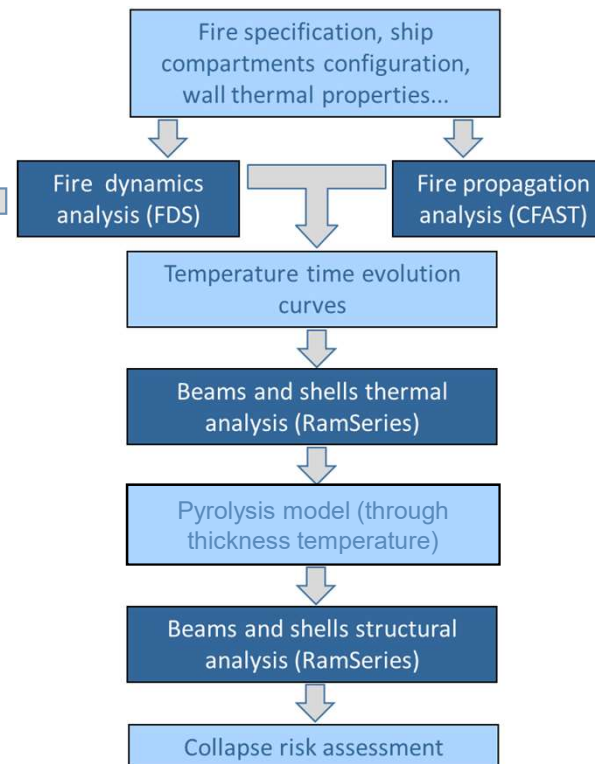 Fire specification, ship
compartments configuration,
wall thermal properties...
Fire dynamics
analysis (FDS)
Fire propagation
analysis (CFAST)
Temperature time evolution
curves
Beams and shells thermal
analysis (RamSeries)
Pyrolysis model (through
thickness temperature)
Beams and shells structural
analysis (RamSeries)
Collapse risk assessment